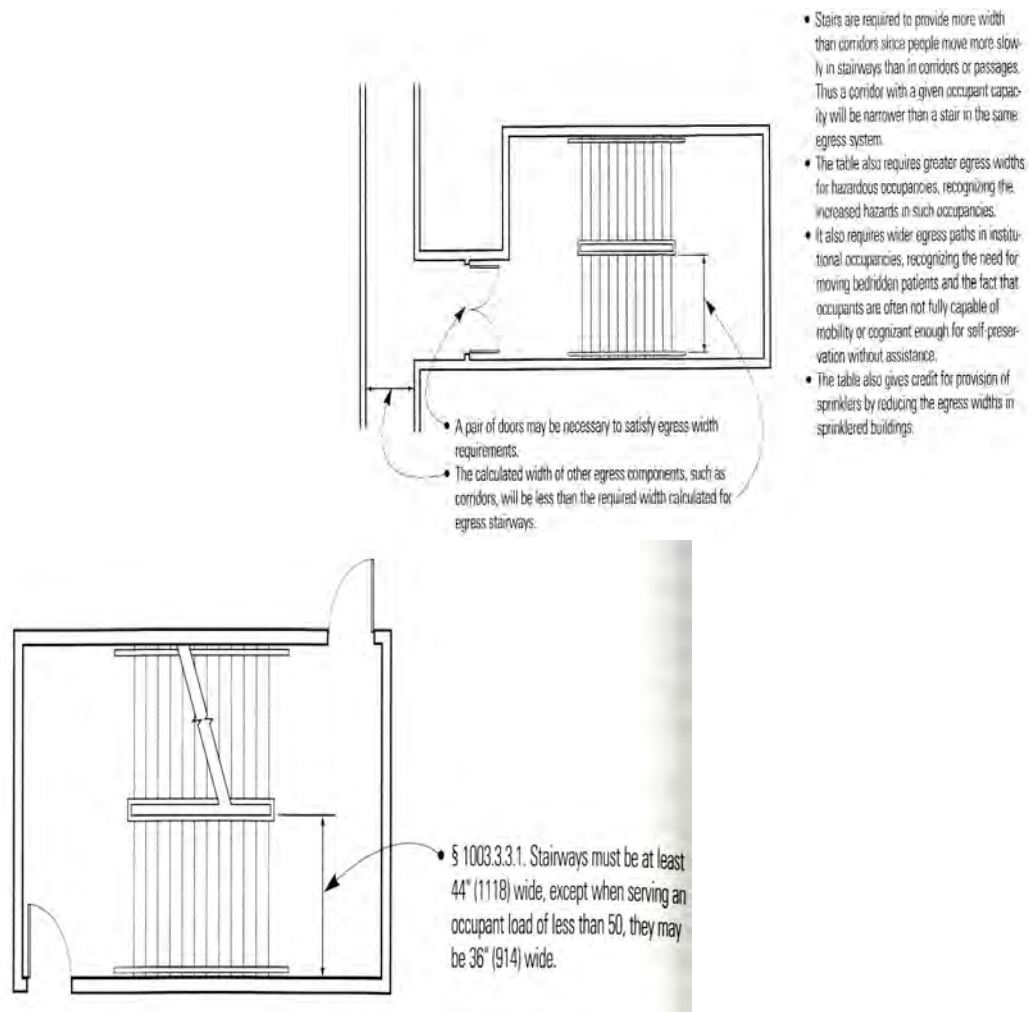 • Stairs are required to provide more width
than corridors since people move more slow-
ly in stairways than in corridors or passages.
Thus a corridor with a given occupant capac-
ity will be narrower than a stair in the same
egress system.
• The table also requires greater egress widths
for hazardous occupancies, recognizing the
increased hazards in such occupancies.
• It also requires wider egress paths in institu-
tional occupancies, recognizing the need for
moving bedridden patients and the fact that
occupants are often not fully capable of
mobility or cognizant enough for self-preser-
vation without assistance.
• The table also gives credit for provision of
sprinklers by reducing the egress widths in
sprinklered buildings.
• A pair of doors may be necessary to satisfy egress width
requirements.
• The calculated width of other egress components, such as
corridors, will be less than the required width calculated for
egress stairways.
• § 1003.3.3.1. Stairways must be at least
44" (1118) wide, except when serving an
occupant load of less than 50, they may
be 36" (914) wide.